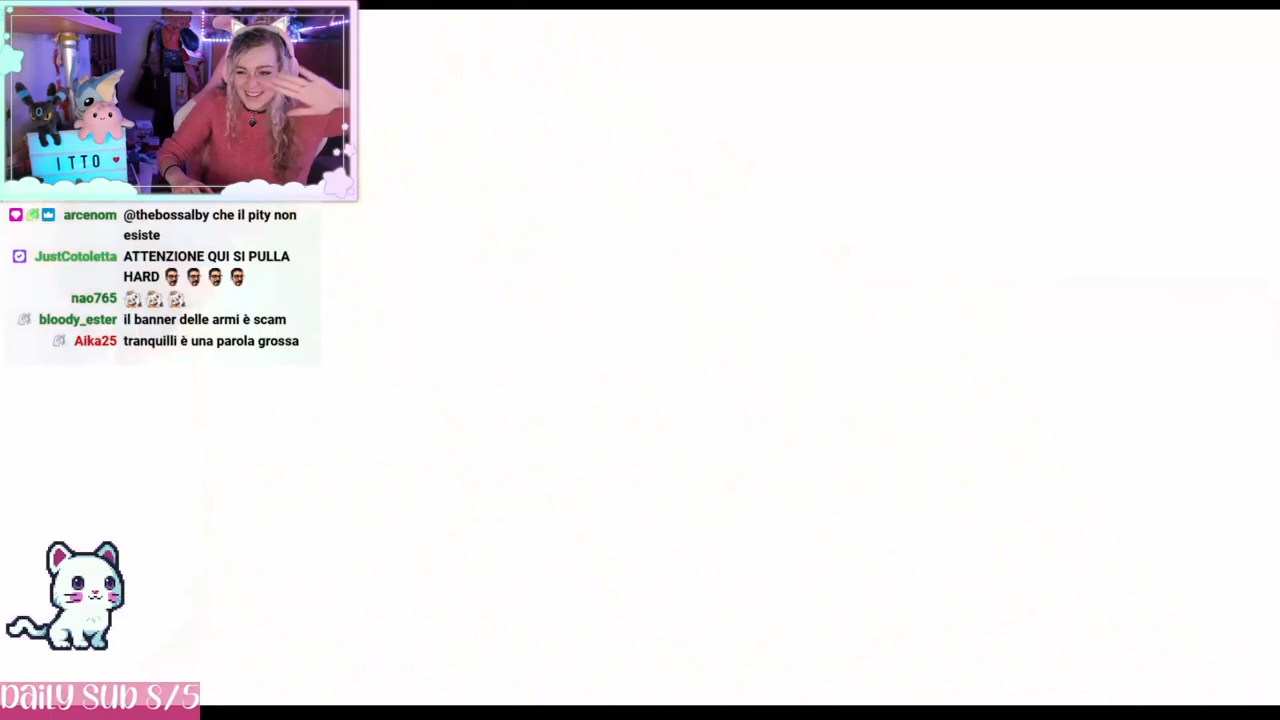 ITTO
arcenom @thebossalby che il pity non
esiste
JustCotoletta ATTENZIONE QUI SI PULLA
HARD
nao765
bloody_ester il banner delle armi è scam
Aika25 tranquilli è una parola grossa
Daily Sub 8/5